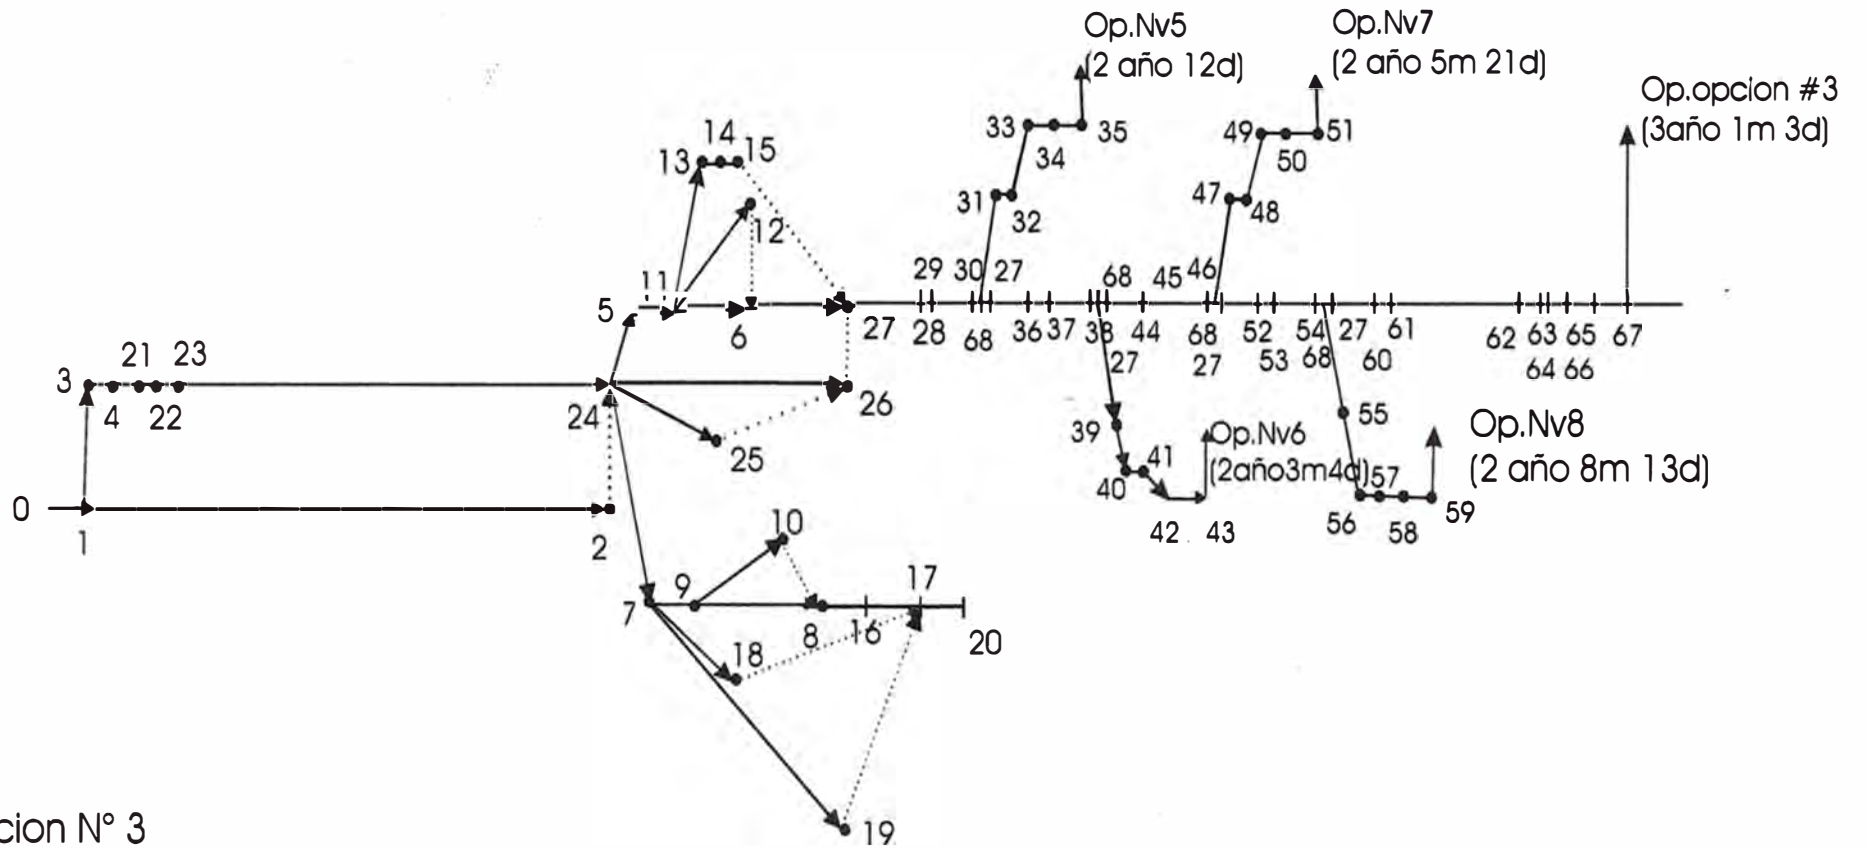 Op.Nv5
(2 año 12d)
Op.Nv7
(2 año 5m 21d)
Op.opcion #3
(3año 1m 3d)
13 14 15
12
33 34 35
31 32
49 50 51
47 48
5 11 6 27
29 30 27 68 45 46
28 68 36 37 38 44 68 52 54 27 61 62 63 65 67
27 27 53 68 60 64 66
3 21 23
4 22
24 26
25
39
40 41
42 43
Op.Nv6
(2año3m4d)
55
56 57 58 59
Op.Nv8
(2 año 8m 13d)
0 1 2
10
7 9 8 16 17 20
18
19
cion N° 3